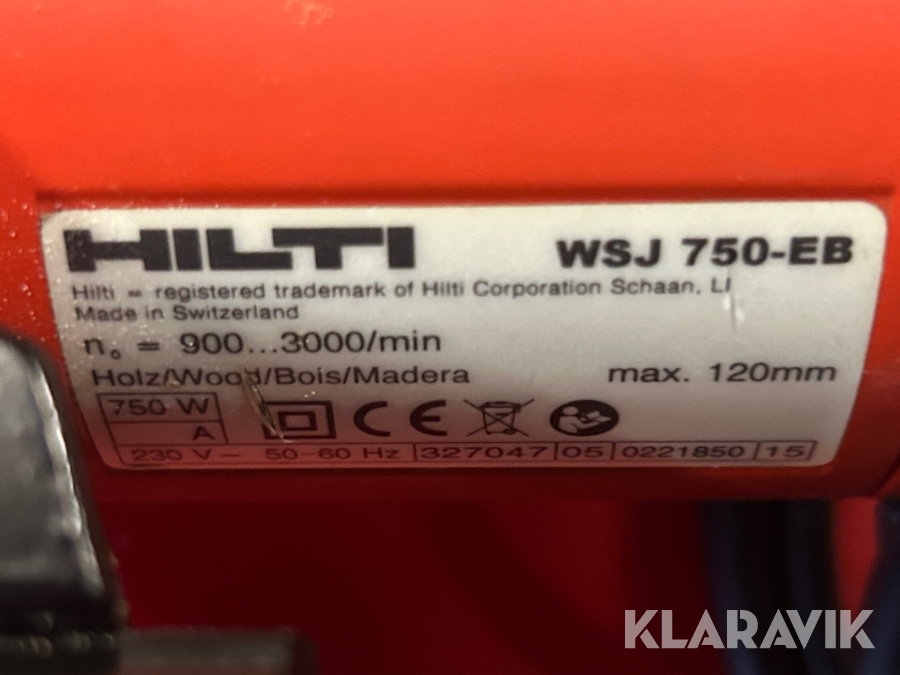 HILTI WSJ 750-EB
Hilti = registered trademark of Hilti Corporation Schaan, LI
Made in Switzerland
n₀ = 900...3000/min
Holz/Wood/Bois/Madera max. 120mm
750 W
A
CE
230 V ~ 50-60 Hz 327047 05 0221850 15
KLARAVIK